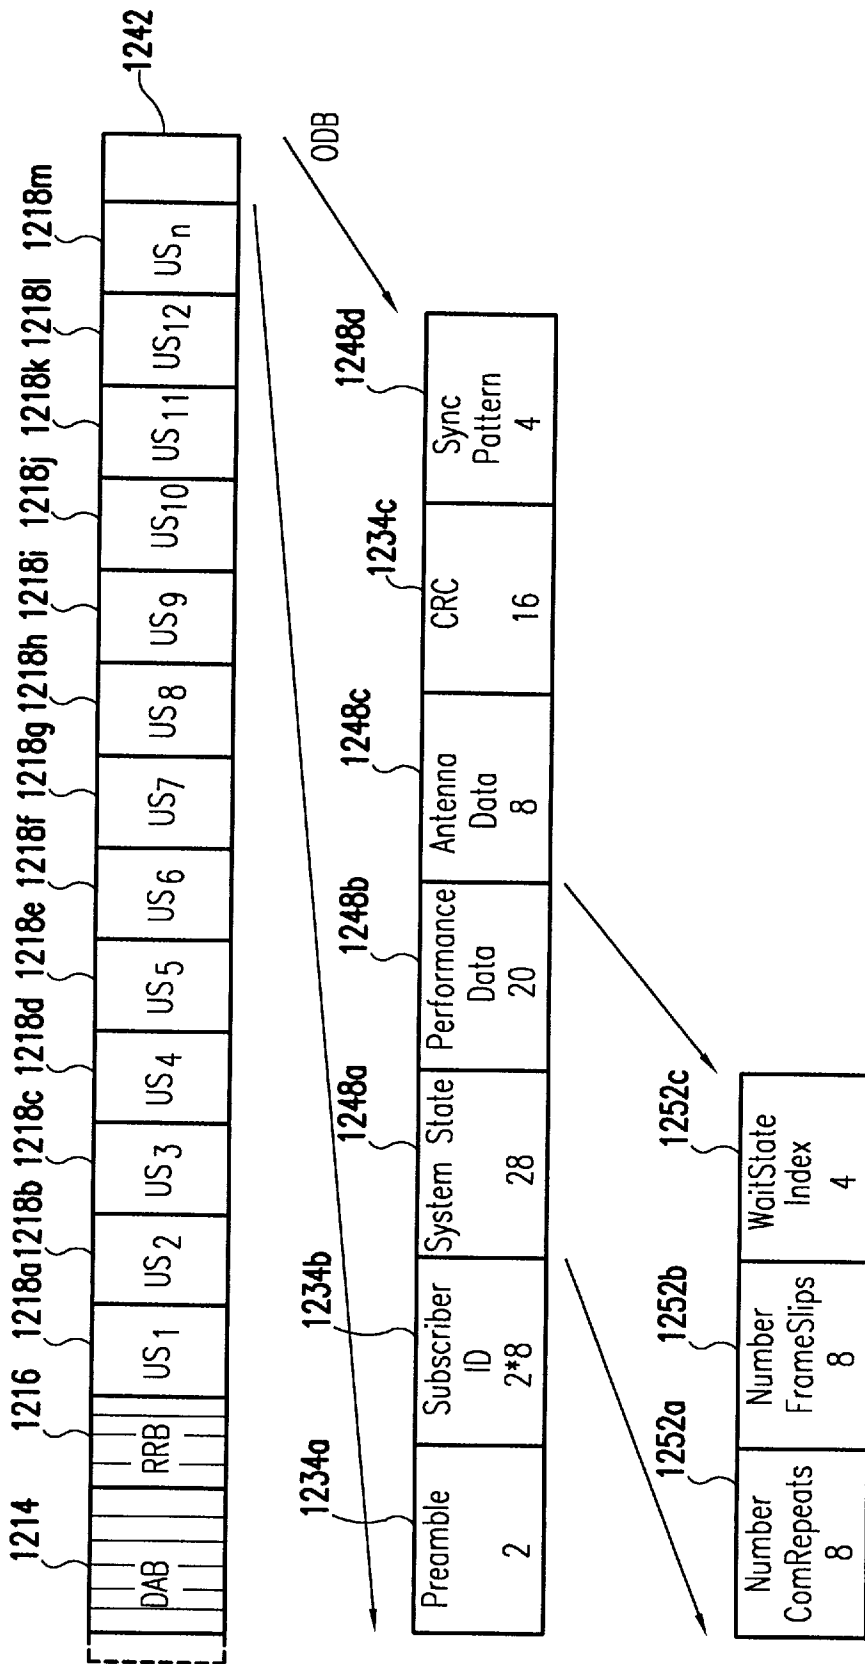 1214 1216 1218a 1218b 1218c 1218d 1218e 1218f 1218g 1218h 1218i 1218j 1218k 1218l 1218m
DAB RRB US1 US2 US3 US4 US5 US6 US7 US8 US9 US10 US11 US12 USn
1242
ODB
1234a 1234b 1248a 1248b 1248c 1234c 1248d
Preamble
2
Subscriber
ID
2*8
System State
28
Performance
Data
20
Antenna
Data
8
CRC
16
Sync
Pattern
4
1252a 1252b 1252c
Number
ComRepeats
8
Number
FrameSlips
8
WaitState
Index
4